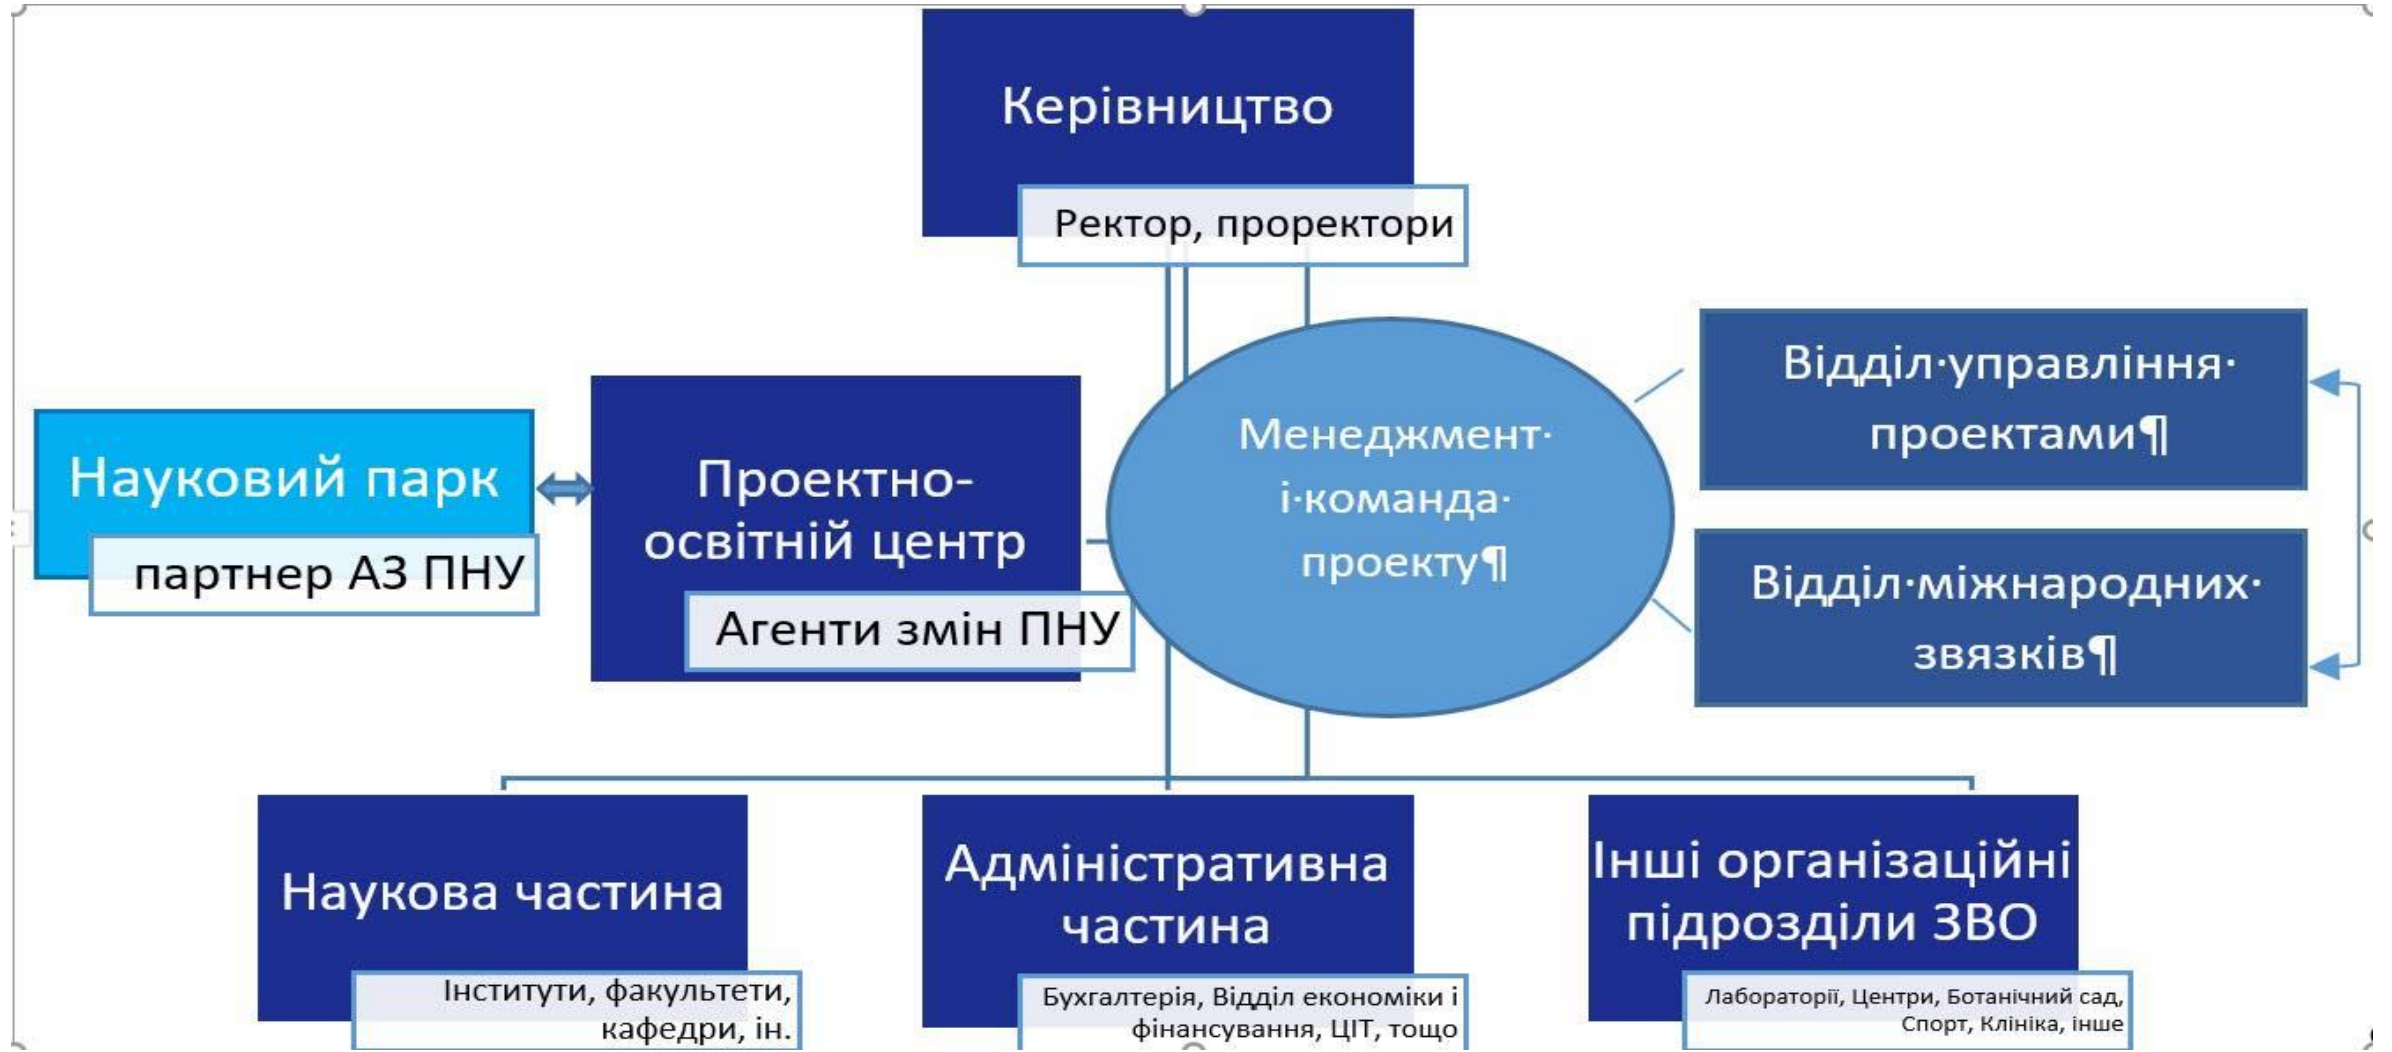 Керівництво
Ректор, проректори
Науковий парк
партнер АЗ ПНУ
Проектно-
освітній центр
Агенти змін ПНУ
Менеджмент·
і·команда·
проекту¶
Відділ·управління·
проектами¶
Відділ·міжнародних·
звязків¶
Наукова частина
Інститути, факультети,
кафедри, ін.
Адміністративна
частина
Бухгалтерія, Відділ економіки і
фінансування, ЦІТ, тощо
Інші організаційні
підрозділи ЗВО
Лабораторії, Центри, Ботанічний сад,
Спорт, Клініка, інше